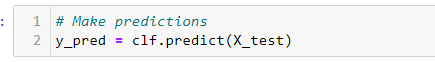 :
1 # Make predictions
2 y_pred = clf.predict(X_test)